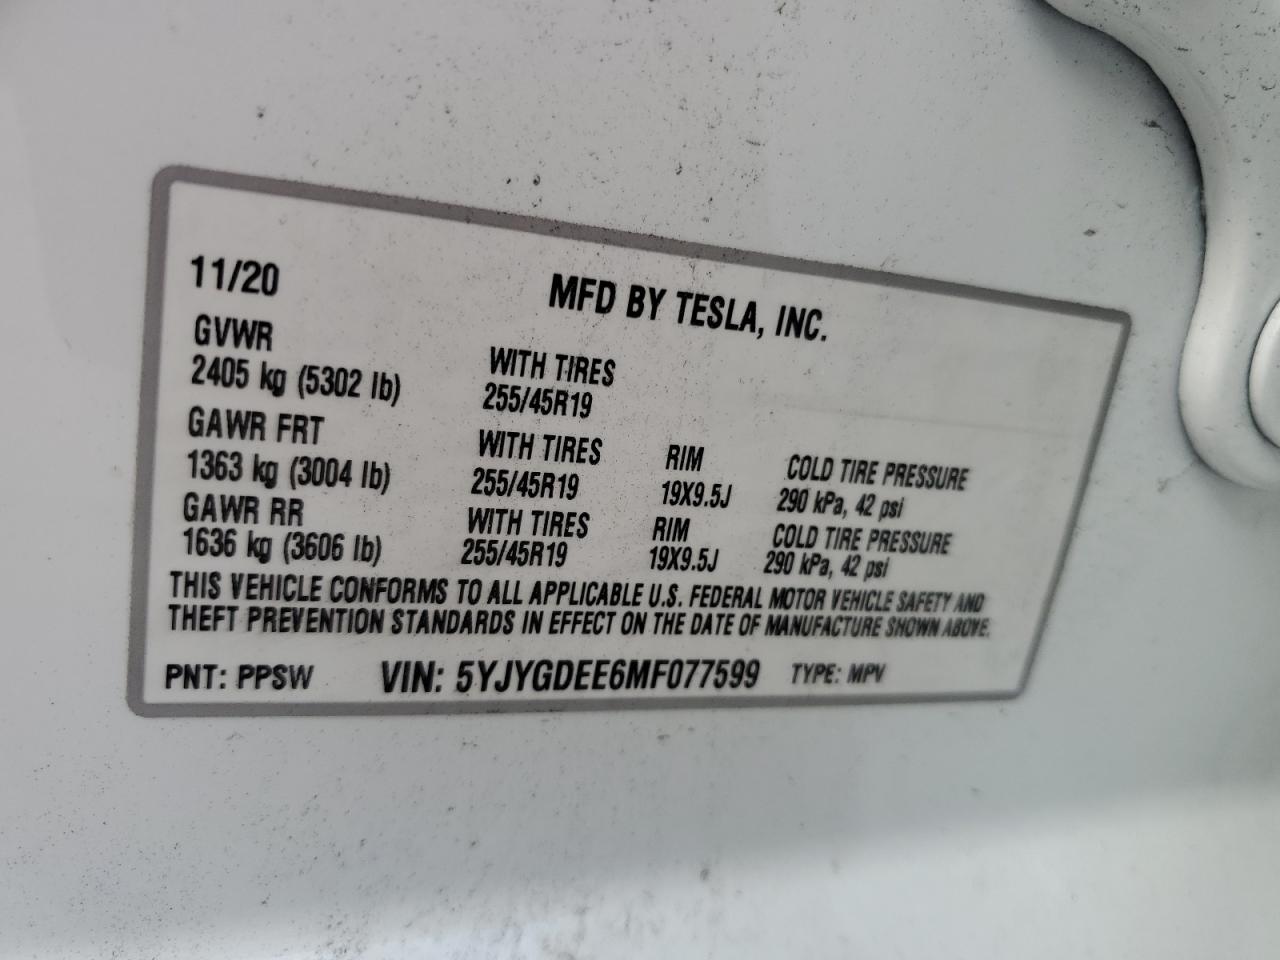 11/20 MFD BY TESLA, INC.
GVWR
2405 kg (5302 lb) WITH TIRES 255/45R19
GAWR FRT WITH TIRES RIM COLD TIRE PRESSURE
1363 kg (3004 lb) 255/45R19 19X9.5J 290 kPa, 42 psi
GAWR RR WITH TIRES RIM COLD TIRE PRESSURE
1636 kg (3606 lb) 255/45R19 19X9.5J 290 kPa, 42 psi
THIS VEHICLE CONFORMS TO ALL APPLICABLE U.S. FEDERAL MOTOR VEHICLE SAFETY AND
THEFT PREVENTION STANDARDS IN EFFECT ON THE DATE OF MANUFACTURE SHOWN ABOVE.
PNT: PPSW VIN: 5YJYGDEE6MF077599 TYPE: MPV